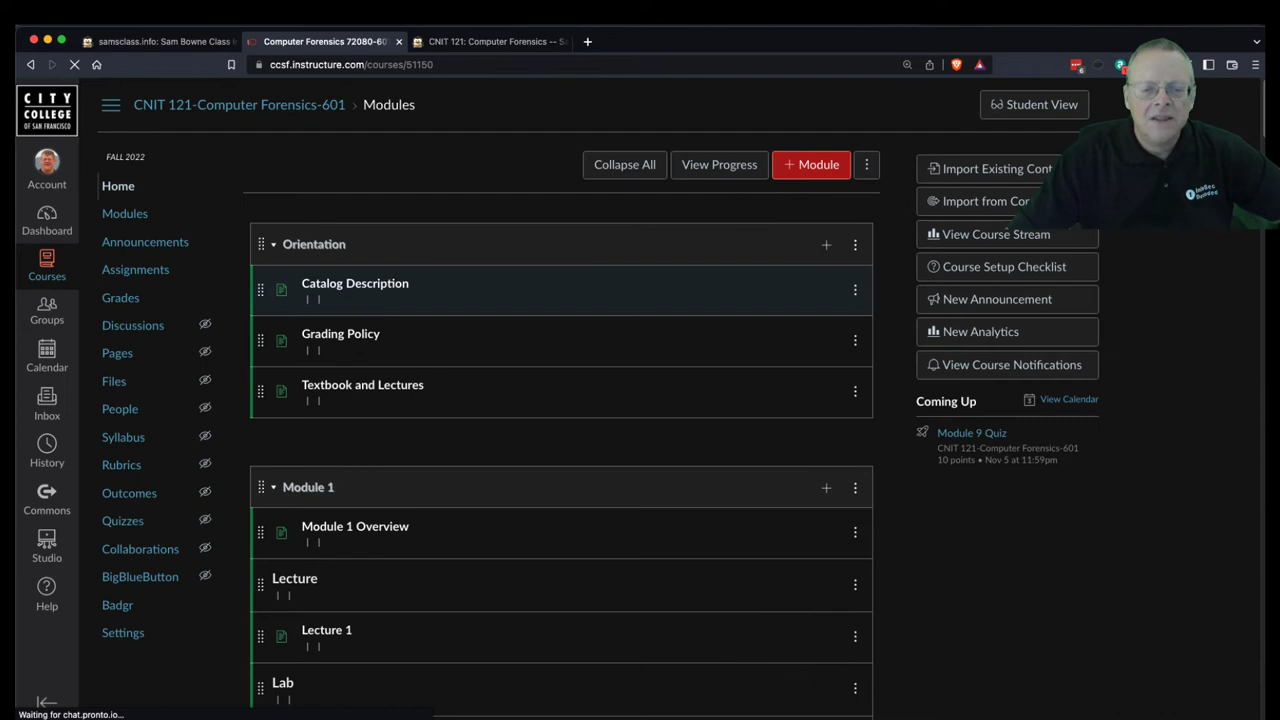 samsclass.info: Sam Bowne Class
Computer Forensics 72080-60
CNIT 121: Computer Forensics -- Sa
ccsf.instructure.com/courses/51150
CITY
COLLEGE
OF SAN FRANCISCO
Account
Dashboard
Courses
Groups
Calendar
Inbox
History
Commons
Studio
Help
CNIT 121-Computer Forensics-601 › Modules
Student View
FALL 2022
Home
Modules
Announcements
Assignments
Grades
Discussions
Pages
Files
People
Syllabus
Rubrics
Outcomes
Quizzes
Collaborations
BigBlueButton
Badgr
Settings
Collapse All
View Progress
+ Module
Orientation
Catalog Description
| |
Grading Policy
| |
Textbook and Lectures
| |
Module 1
Module 1 Overview
| |
Lecture
| |
Lecture 1
| |
Lab
| |
Import Existing Cont
Import from Co
View Course Stream
Course Setup Checklist
New Announcement
New Analytics
View Course Notifications
Coming Up
View Calendar
Module 9 Quiz
CNIT 121-Computer Forensics-601
10 points • Nov 5 at 11:59pm
Waiting for chat.pronto.io...